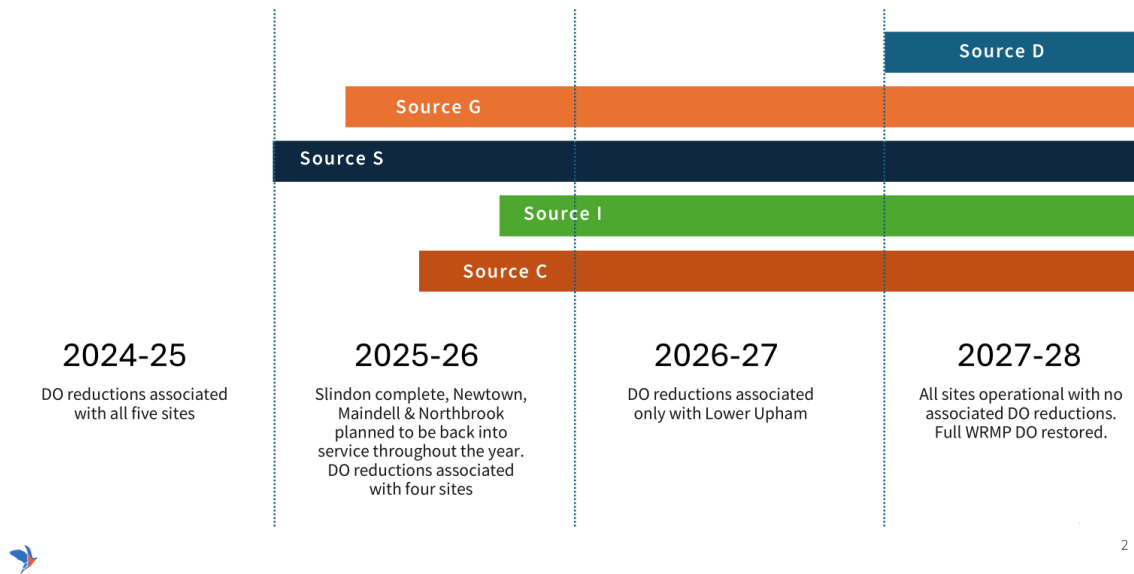 Source D
Source G
Source S
Source I
Source C
2024-25
DO reductions associated
with all five sites
2025-26
Slindon complete, Newtown,
Maindell & Northbrook
planned to be back into
service throughout the year.
DO reductions associated
with four sites
2026-27
DO reductions associated
only with Lower Upham
2027-28
All sites operational with no
associated DO reductions.
Full WRMP DO restored.
2